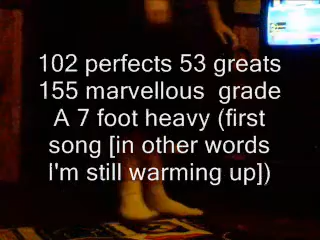 102 perfects 53 greats
155 marvellous  grade
A 7 foot heavy (first
song [in other words
I'm still warming up])